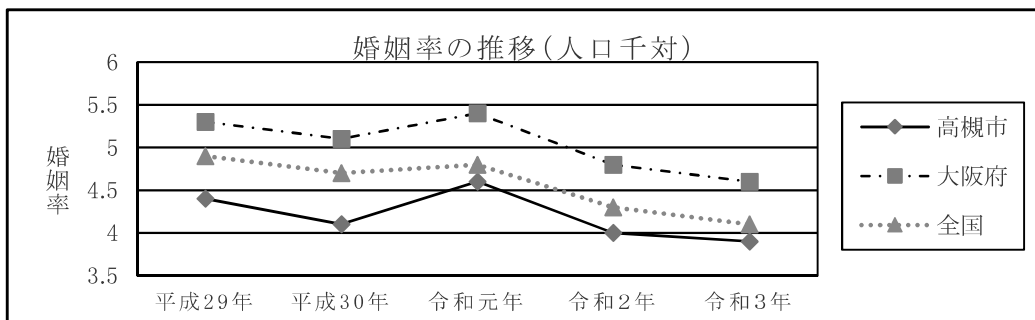 婚姻率の推移(人口千対)
6
5.5
5
4.5
4
3.5
婚姻率
平成29年 平成30年 令和元年 令和2年 令和3年
高槻市
大阪府
全国